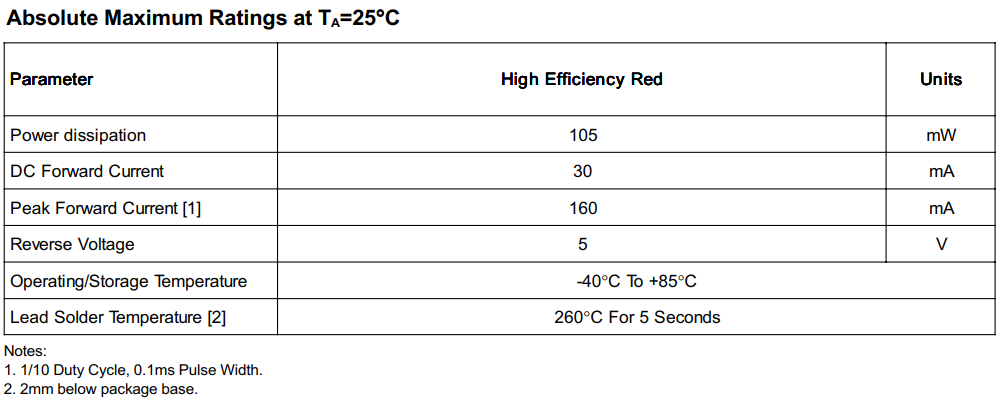 Absolute Maximum Ratings at TA=25°C
Parameter High Efficiency Red Units
Power dissipation 105 mW
DC Forward Current 30 mA
Peak Forward Current [1] 160 mA
Reverse Voltage 5 V
Operating/Storage Temperature -40°C To +85°C
Lead Solder Temperature [2] 260°C For 5 Seconds
Notes:
1. 1/10 Duty Cycle, 0.1ms Pulse Width.
2. 2mm below package base.